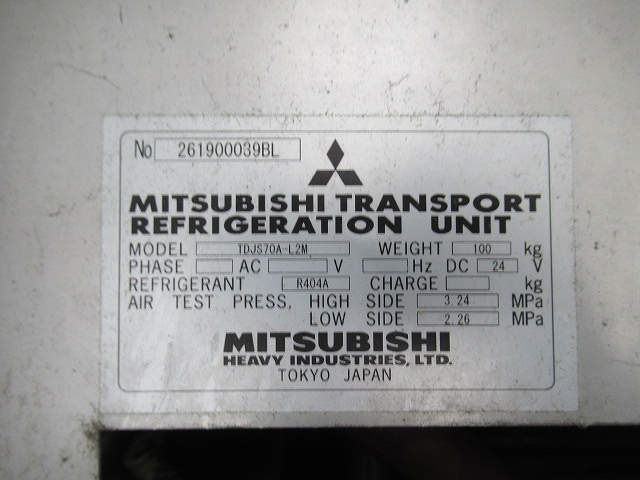 No 261900039BL
MITSUBISHI TRANSPORT
REFRIGERATION UNIT
MODEL TDJS70A-L2M WEIGHT 100 kg
PHASE AC V Hz DC 24 V
REFRIGERANT R404A CHARGE kg
AIR TEST PRESS. HIGH SIDE 3.24 MPa
LOW SIDE 2.26 MPa
MITSUBISHI
HEAVY INDUSTRIES, LTD.
TOKYO JAPAN